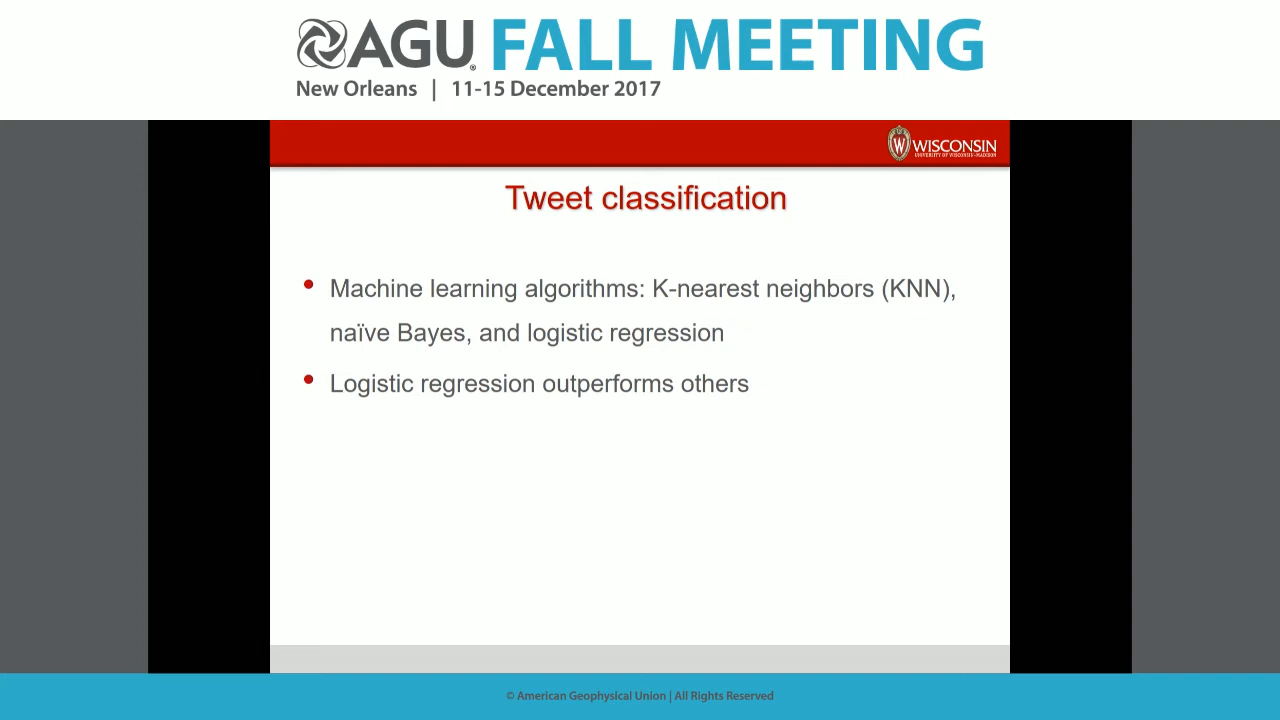 AGU FALL MEETING
New Orleans | 11-15 December 2017
W WISCONSIN
UNIVERSITY OF WISCONSIN-MADISON
Tweet classification
• Machine learning algorithms: K-nearest neighbors (KNN),
naïve Bayes, and logistic regression
• Logistic regression outperforms others
© American Geophysical Union | All Rights Reserved